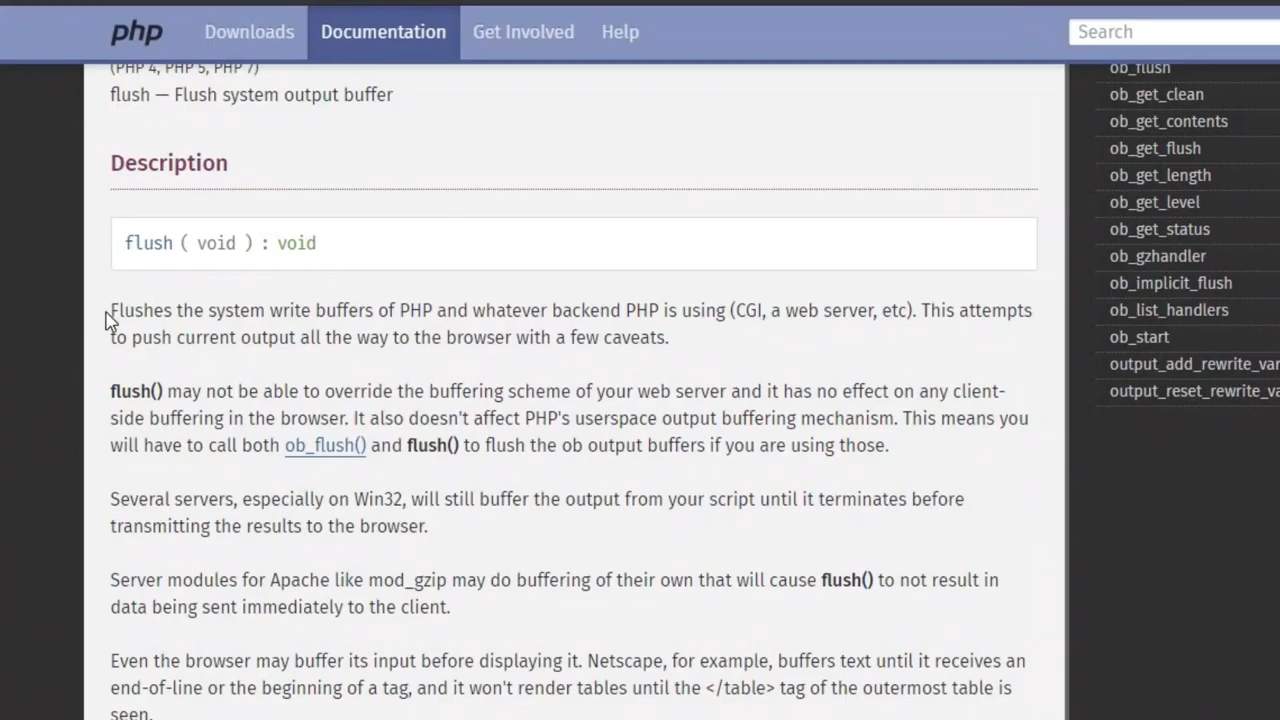 php Downloads Documentation Get Involved Help Search
(PHP 4, PHP 5, PHP 7)
flush — Flush system output buffer
Description
flush ( void ) : void
Flushes the system write buffers of PHP and whatever backend PHP is using (CGI, a web server, etc). This attempts
to push current output all the way to the browser with a few caveats.
flush() may not be able to override the buffering scheme of your web server and it has no effect on any client-
side buffering in the browser. It also doesn't affect PHP's userspace output buffering mechanism. This means you
will have to call both ob_flush() and flush() to flush the ob output buffers if you are using those.
Several servers, especially on Win32, will still buffer the output from your script until it terminates before
transmitting the results to the browser.
Server modules for Apache like mod_gzip may do buffering of their own that will cause flush() to not result in
data being sent immediately to the client.
Even the browser may buffer its input before displaying it. Netscape, for example, buffers text until it receives an
end-of-line or the beginning of a tag, and it won't render tables until the </table> tag of the outermost table is
seen.
ob_flush
ob_get_clean
ob_get_contents
ob_get_flush
ob_get_length
ob_get_level
ob_get_status
ob_gzhandler
ob_implicit_flush
ob_list_handlers
ob_start
output_add_rewrite_var
output_reset_rewrite_va